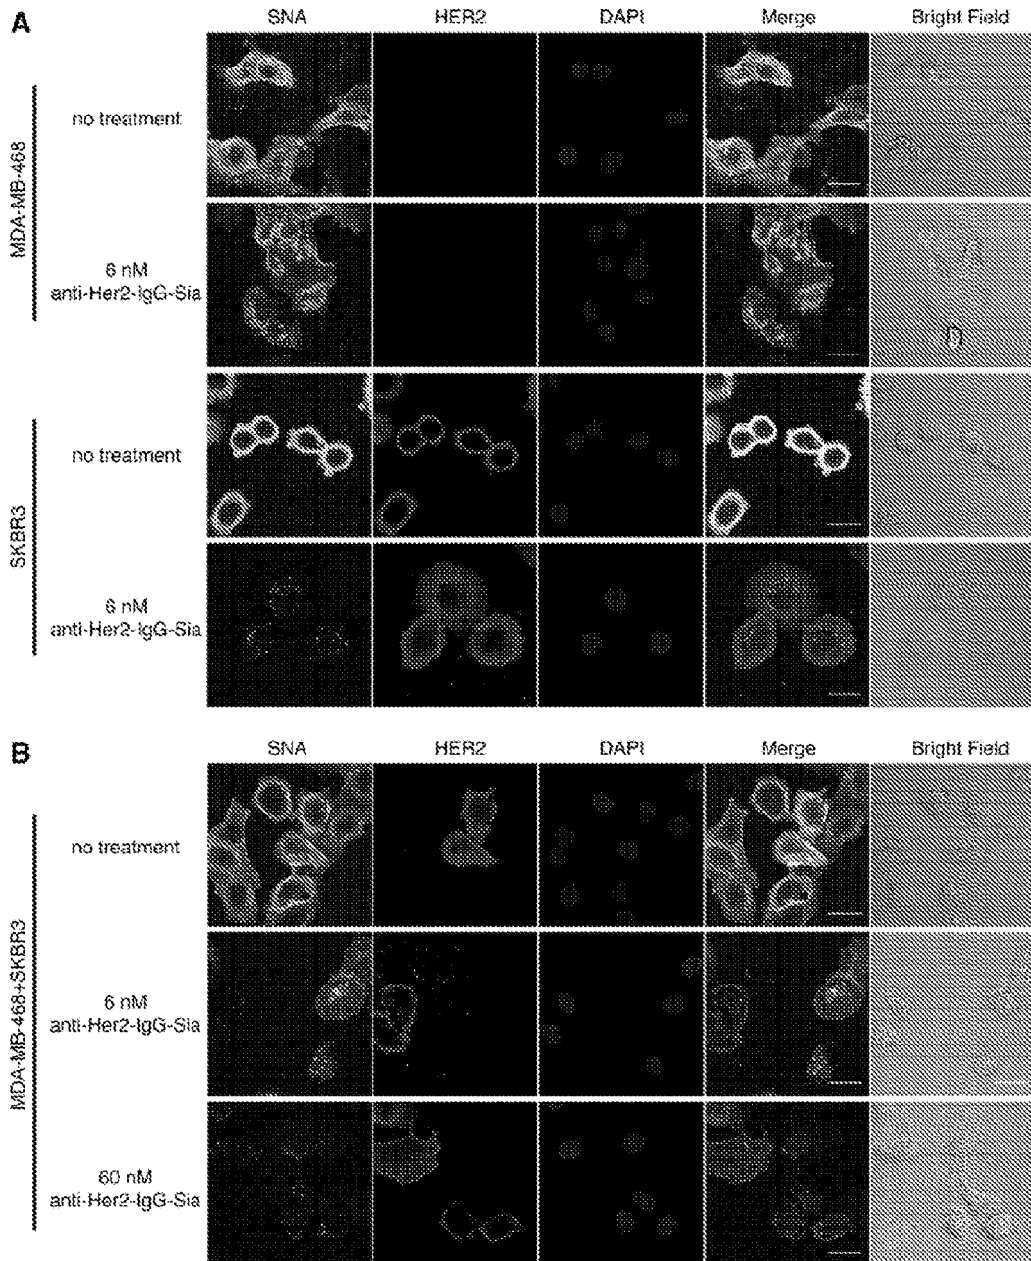 A
SNA HER2 DAPI Merge Bright Field
MDA-MB-468
no treatment
6 nM
anti-Her2-IgG-Sia
SKBR3
no treatment
6 nM
anti-Her2-IgG-Sia
B
SNA HER2 DAPI Merge Bright Field
MDA-MB-468+SKBR3
no treatment
6 nM
anti-Her2-IgG-Sia
60 nM
anti-Her2-IgG-Sia